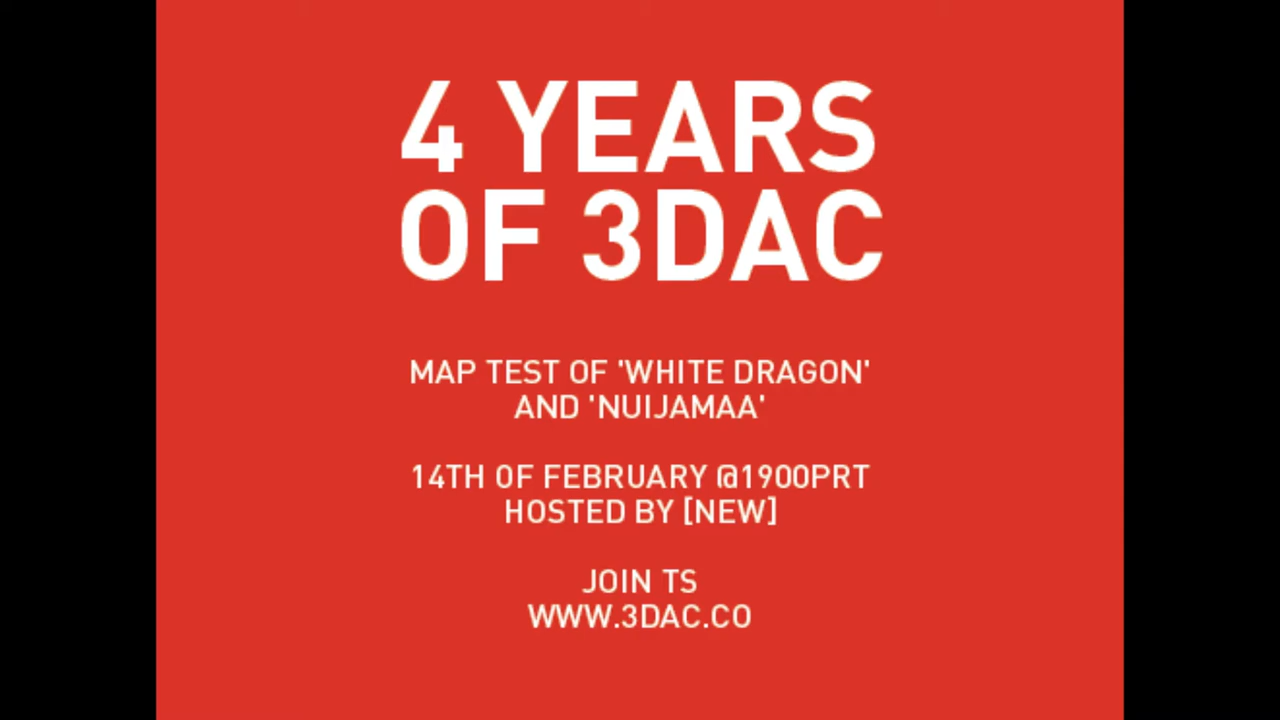 4 YEARS
OF 3DAC
MAP TEST OF 'WHITE DRAGON'
AND 'NUIJAMAA'
14TH OF FEBRUARY @1900PRT
HOSTED BY [NEW]
JOIN TS
WWW.3DAC.CO